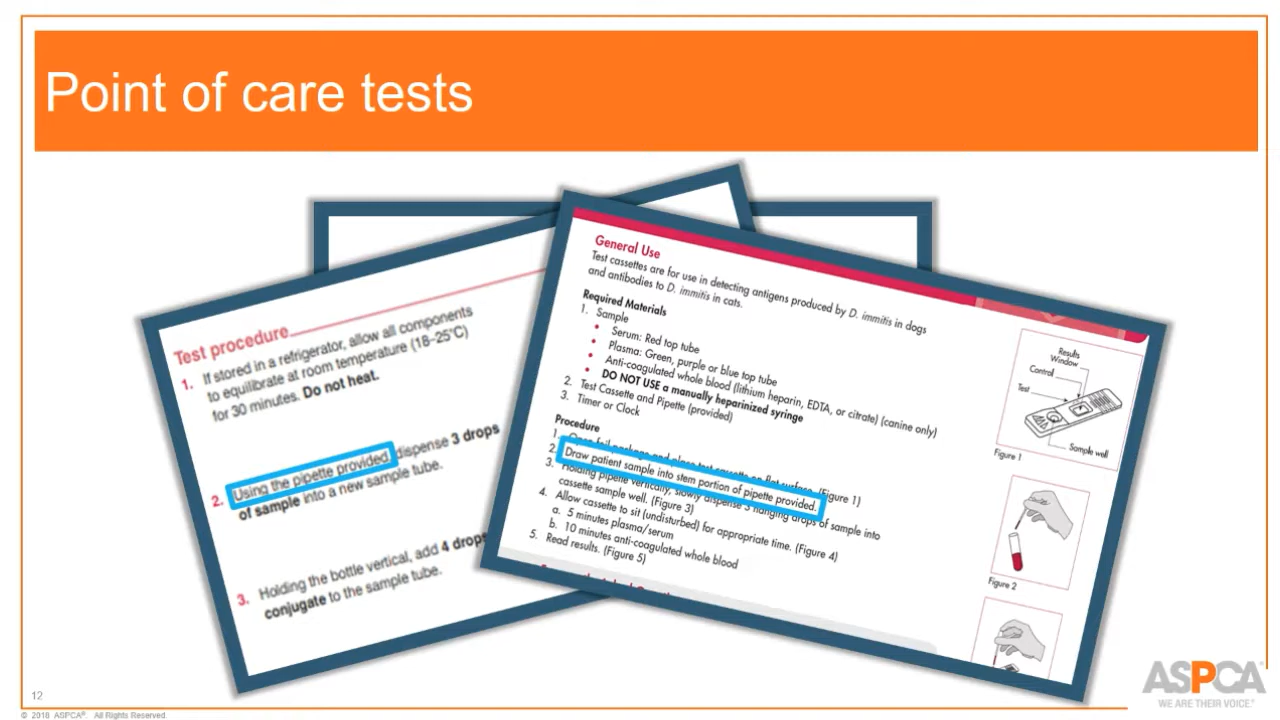 Point of care tests
Test procedure
1. If stored in a refrigerator, allow all components
to equilibrate at room temperature (18–25°C)
for 30 minutes. Do not heat.
2. Using the pipette provided, dispense 3 drops
of sample into a new sample tube.
3. Holding the bottle vertical, add 4 drops
conjugate to the sample tube.
General Use
Test cassettes are for use in detecting antigens produced by D. immitis in dogs
and antibodies to D. immitis in cats.
Required Materials
1. Sample
• Serum: Red top tube
• Plasma: Green, purple or blue top tube
• Anti-coagulated whole blood (lithium heparin, EDTA, or citrate) (canine only)
• DO NOT USE a manually heparinized syringe
2. Test Cassette and Pipette (provided)
3. Timer or Clock
Procedure
1. Open foil package and place test cassette on flat surface. (Figure 1)
2. Draw patient sample into stem portion of pipette provided.
3. Holding pipette vertically, slowly dispense 3 hanging drops of sample into
cassette sample well. (Figure 3)
4. Allow cassette to sit (undisturbed) for appropriate time. (Figure 4)
a. 5 minutes plasma/serum
b. 10 minutes anti-coagulated whole blood
5. Read results. (Figure 5)
Results
Window
Control
Test
Sample well
Figure 1
Figure 2
12
© 2018 ASPCA®. All Rights Reserved.
ASPCA®
WE ARE THEIR VOICE.®